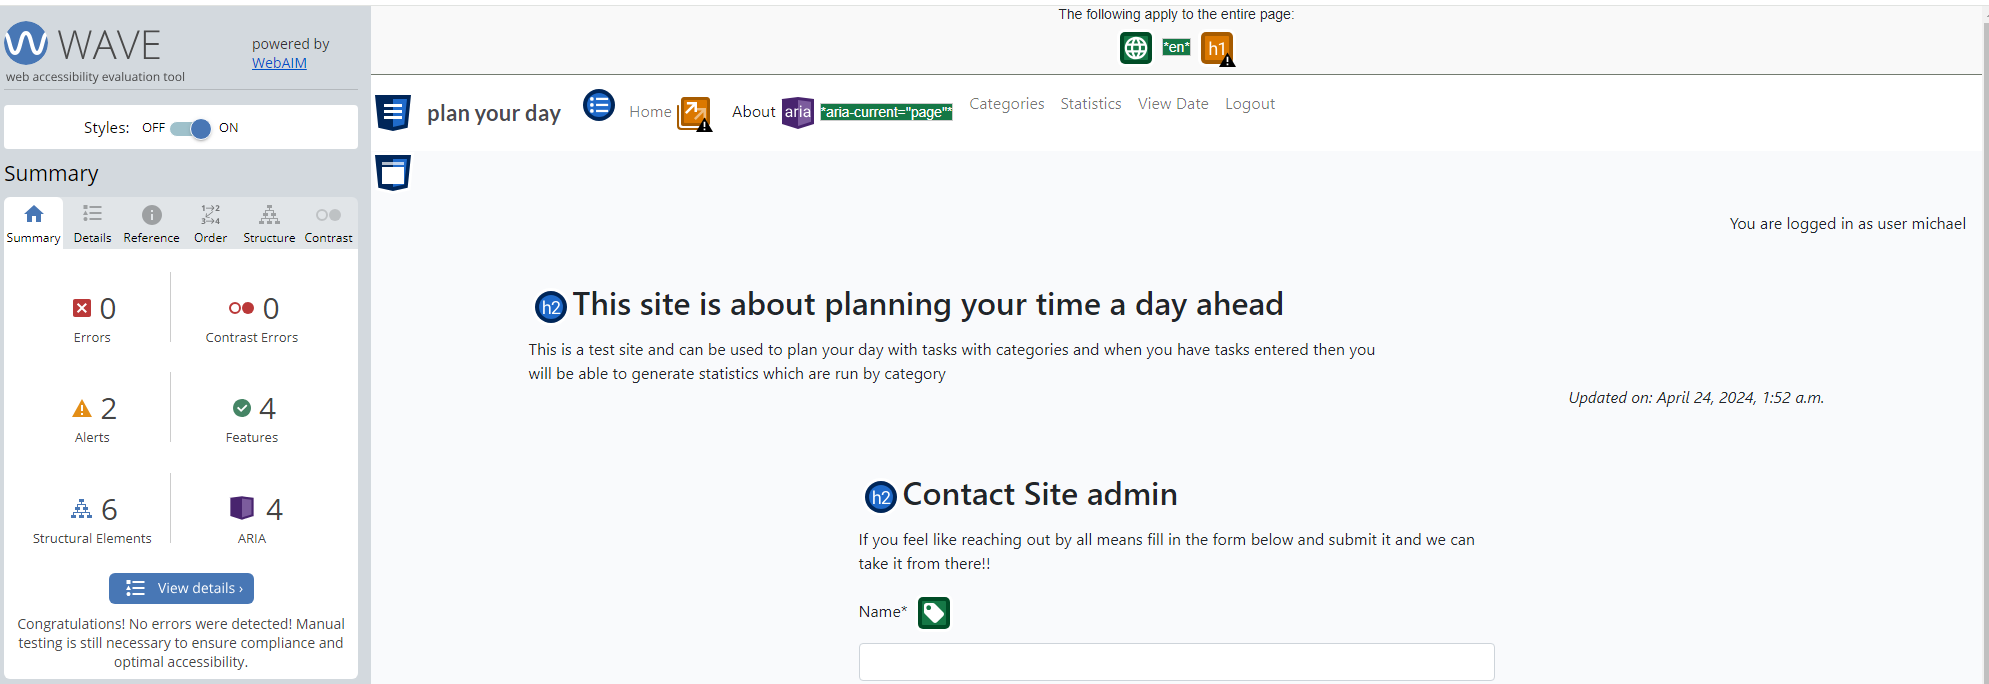 WAVE
web accessibility evaluation tool
powered by
WebAIM
Styles: OFF ON
Summary
Summary Details Reference Order Structure Contrast
0
Errors
0
Contrast Errors
2
Alerts
4
Features
6
Structural Elements
4
ARIA
View details ›
Congratulations! No errors were detected! Manual
testing is still necessary to ensure compliance and
optimal accessibility.
The following apply to the entire page:
*en* h1
plan your day Home About aria *aria-current="page"* Categories Statistics View Date Logout
You are logged in as user michael
h2 This site is about planning your time a day ahead
This is a test site and can be used to plan your day with tasks with categories and when you have tasks entered then you
will be able to generate statistics which are run by category
Updated on: April 24, 2024, 1:52 a.m.
h2 Contact Site admin
If you feel like reaching out by all means fill in the form below and submit it and we can
take it from there!!
Name*